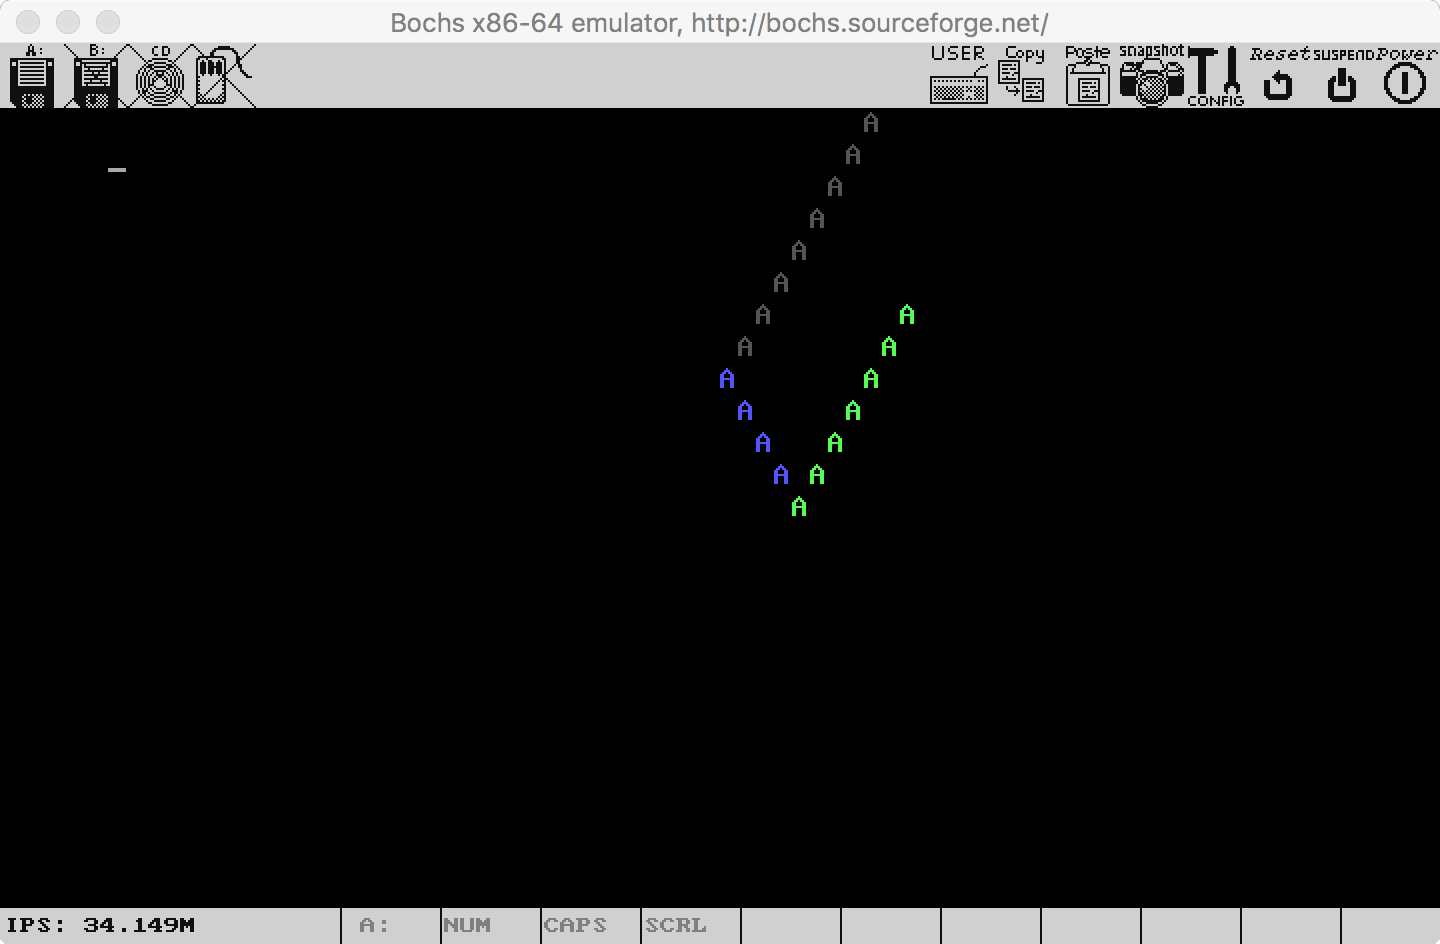 Bochs x86-64 emulator, http://bochs.sourceforge.net/
A: B: CD USER Copy Paste snapshot CONFIG Reset SUSPEND Power
A
A
_
A
A
A
A
A A
A A
A A
A A
A A
A A
A
IPS: 34.149M A: NUM CAPS SCRL